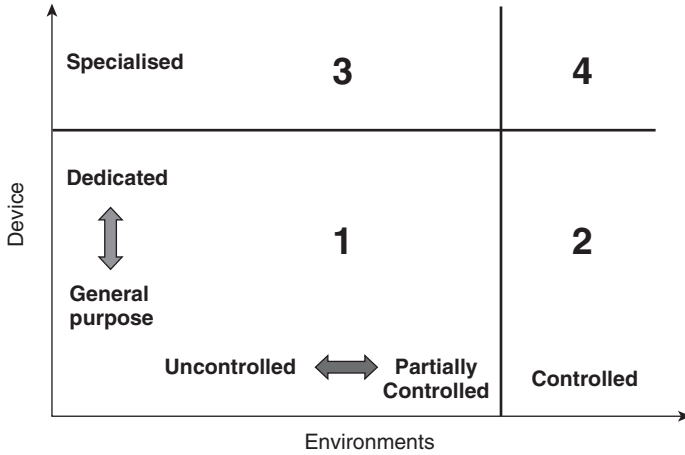 Specialised
3
4
Device
Dedicated
1
2
General
purpose
Uncontrolled
Partially
Controlled
Controlled
Environments